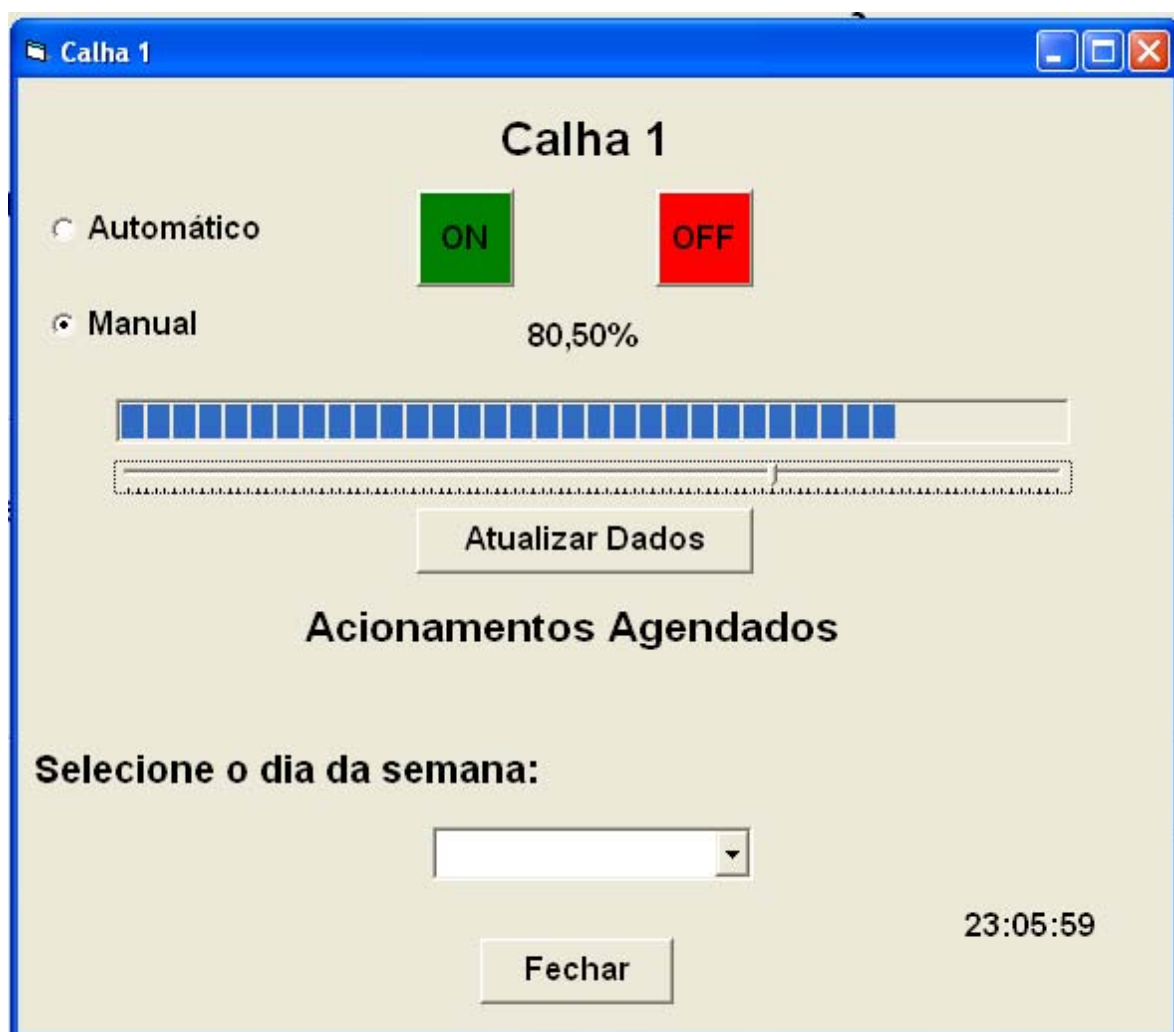 Calha 1
Calha 1
Automático
ON
OFF
Manual
80,50%
Atualizar Dados
Acionamentos Agendados
Selecione o dia da semana:
23:05:59
Fechar